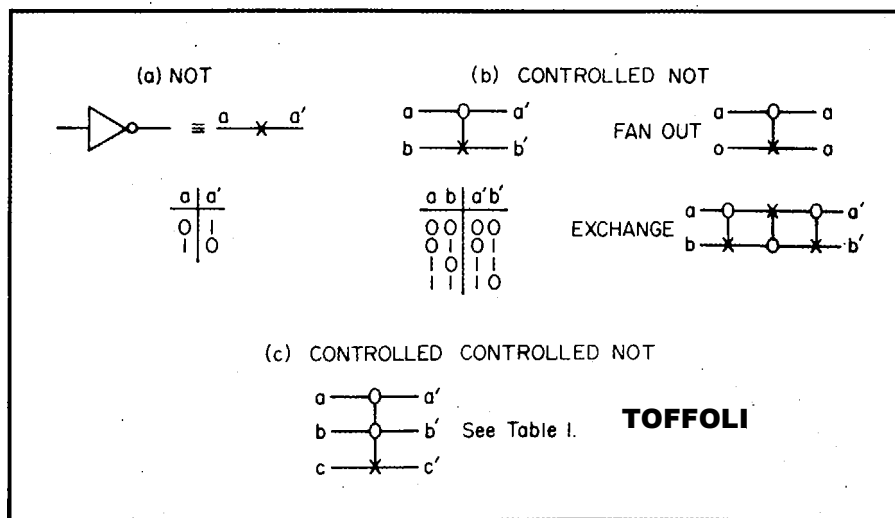 (a) NOT
a a'
≅
a a'
0 1
1 0
(b) CONTROLLED NOT
a a'
b b'
a b a' b'
0 0 0 0
0 1 0 1
1 0 1 1
1 1 1 0
FAN OUT
a a
o a
EXCHANGE
a a'
b b'
(c) CONTROLLED CONTROLLED NOT
a a'
b b' See Table 1.
c c'
TOFFOLI